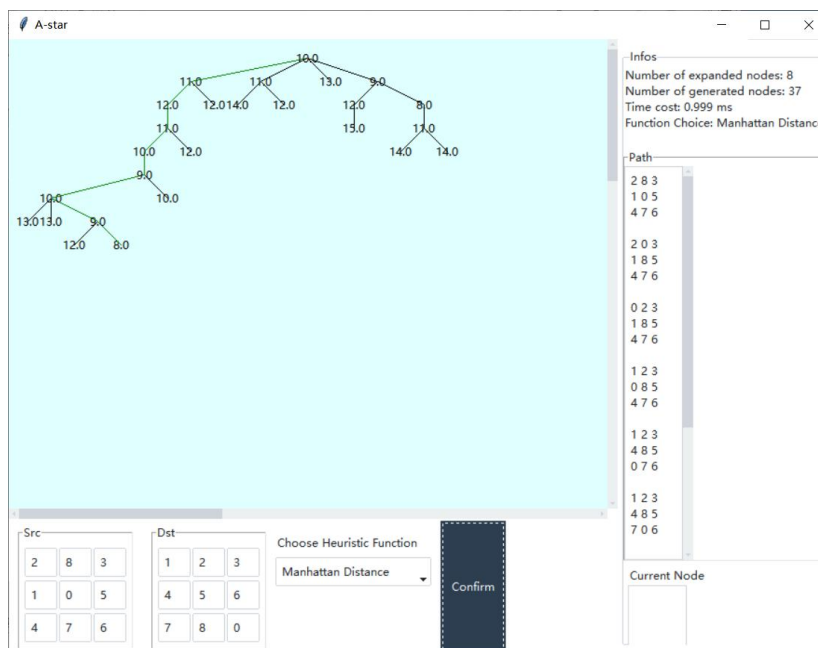 A-star
10.0
11.0 11.0 13.0 9.0
12.0 12.0 14.0 12.0 12.0 8.0
11.0 15.0 11.0
10.0 12.0 14.0 14.0
9.0
10.0 10.0
13.0 13.0 9.0
12.0 8.0
Infos
Number of expanded nodes: 8
Number of generated nodes: 37
Time cost: 0.999 ms
Function Choice: Manhattan Distance
Path
2 8 3
1 0 5
4 7 6
2 0 3
1 8 5
4 7 6
0 2 3
1 8 5
4 7 6
1 2 3
0 8 5
4 7 6
1 2 3
4 8 5
0 7 6
1 2 3
4 8 5
7 0 6
Src
2 8 3
1 0 5
4 7 6
Dst
1 2 3
4 5 6
7 8 0
Choose Heuristic Function
Manhattan Distance
Confirm
Current Node